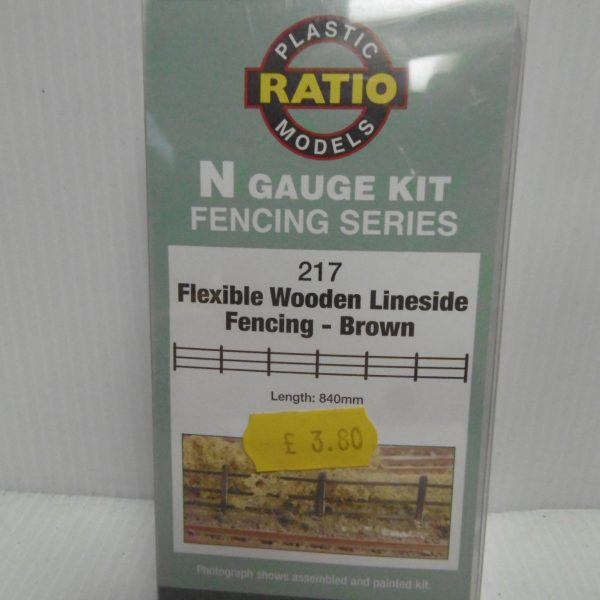 PLASTIC
RATIO
MODELS
N GAUGE KIT
FENCING SERIES
217
Flexible Wooden Lineside
Fencing - Brown
Length: 840mm
£ 3.80
Photograph shows assembled and painted kit.